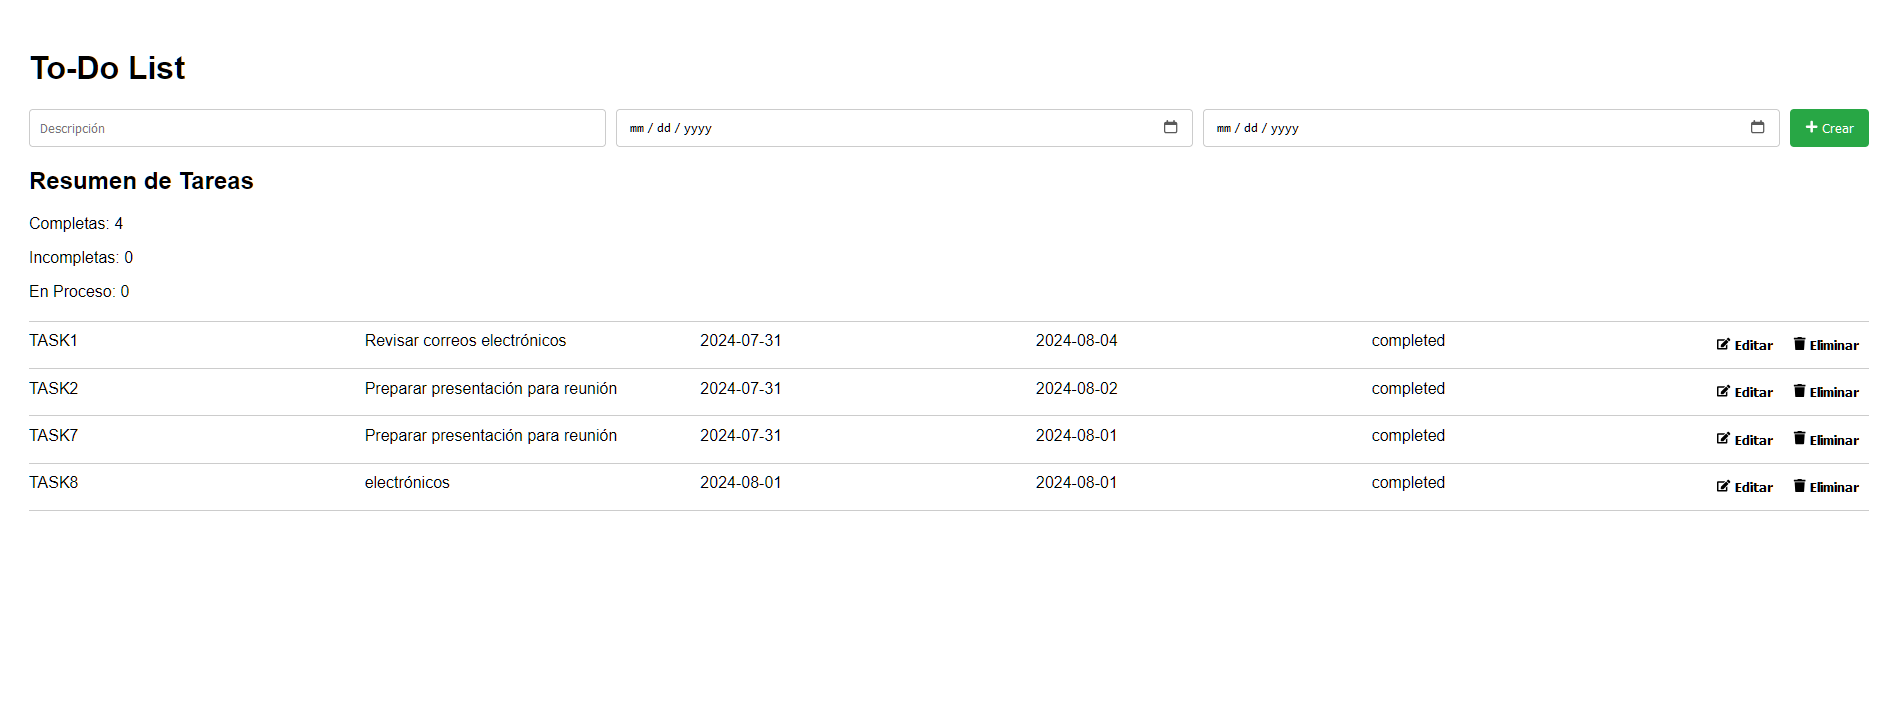 To-Do List
Descripción mm / dd / yyyy mm / dd / yyyy + Crear
Resumen de Tareas
Completas: 4
Incompletas: 0
En Proceso: 0
TASK1 Revisar correos electrónicos 2024-07-31 2024-08-04 completed Editar Eliminar
TASK2 Preparar presentación para reunión 2024-07-31 2024-08-02 completed Editar Eliminar
TASK7 Preparar presentación para reunión 2024-07-31 2024-08-01 completed Editar Eliminar
TASK8 electrónicos 2024-08-01 2024-08-01 completed Editar Eliminar